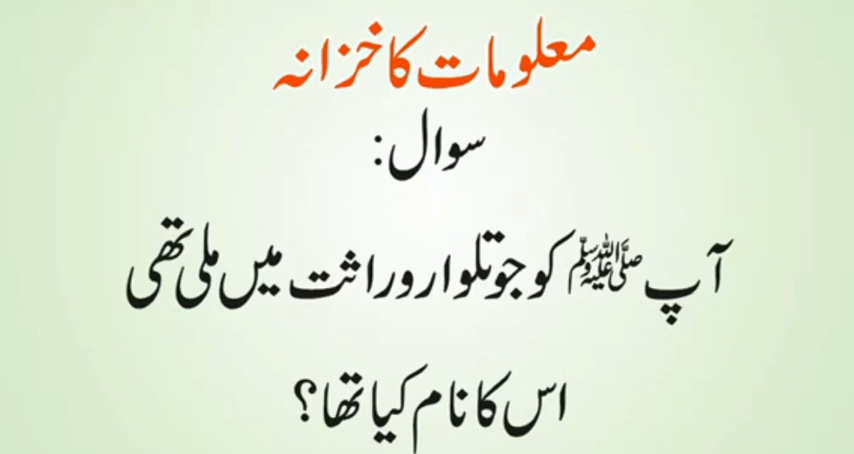 معلومات کا خزانہ
سوال:
آپ ﷺ کو جو تلوار وراثت میں ملی تھی
اس کا نام کیا تھا؟